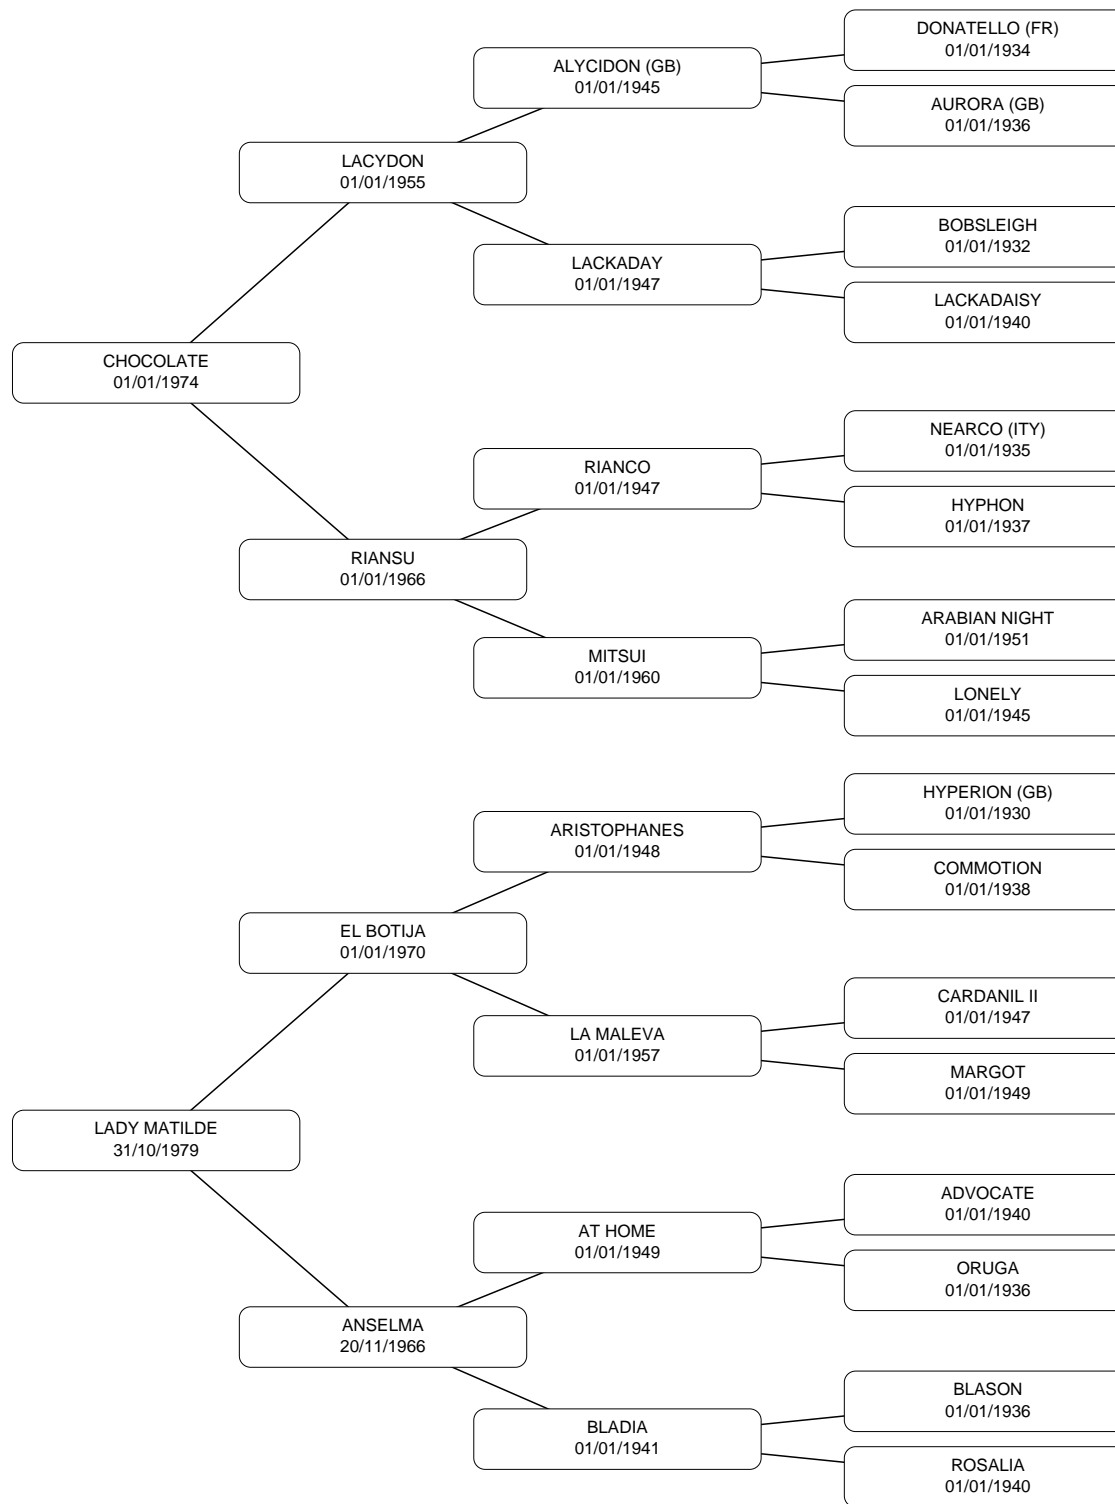 DONATELLO (FR)
01/01/1934
ALYCIDON (GB)
01/01/1945
AURORA (GB)
01/01/1936
LACYDON
01/01/1955
BOBSLEIGH
01/01/1932
LACKADAY
01/01/1947
LACKADAISY
01/01/1940
CHOCOLATE
01/01/1974
NEARCO (ITY)
01/01/1935
RIANCO
01/01/1947
HYPHON
01/01/1937
RIANSU
01/01/1966
ARABIAN NIGHT
01/01/1951
MITSUI
01/01/1960
LONELY
01/01/1945
HYPERION (GB)
01/01/1930
ARISTOPHANES
01/01/1948
COMMOTION
01/01/1938
EL BOTIJA
01/01/1970
CARDANIL II
01/01/1947
LA MALEVA
01/01/1957
MARGOT
01/01/1949
LADY MATILDE
31/10/1979
ADVOCATE
01/01/1940
AT HOME
01/01/1949
ORUGA
01/01/1936
ANSELMA
20/11/1966
BLASON
01/01/1936
BLADIA
01/01/1941
ROSALIA
01/01/1940